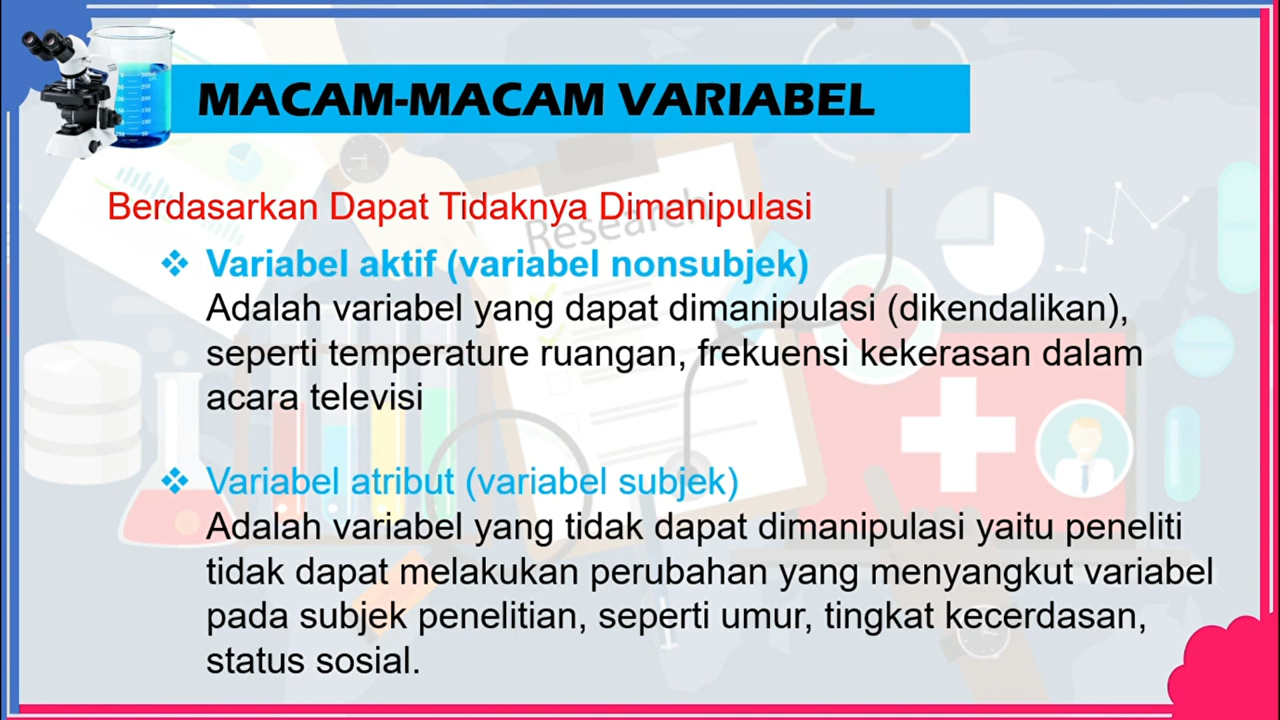 MACAM-MACAM VARIABEL
Berdasarkan Dapat Tidaknya Dimanipulasi
Research
❖ Variabel aktif (variabel nonsubjek)
Adalah variabel yang dapat dimanipulasi (dikendalikan),
seperti temperature ruangan, frekuensi kekerasan dalam
acara televisi
❖ Variabel atribut (variabel subjek)
Adalah variabel yang tidak dapat dimanipulasi yaitu peneliti
tidak dapat melakukan perubahan yang menyangkut variabel
pada subjek penelitian, seperti umur, tingkat kecerdasan,
status sosial.